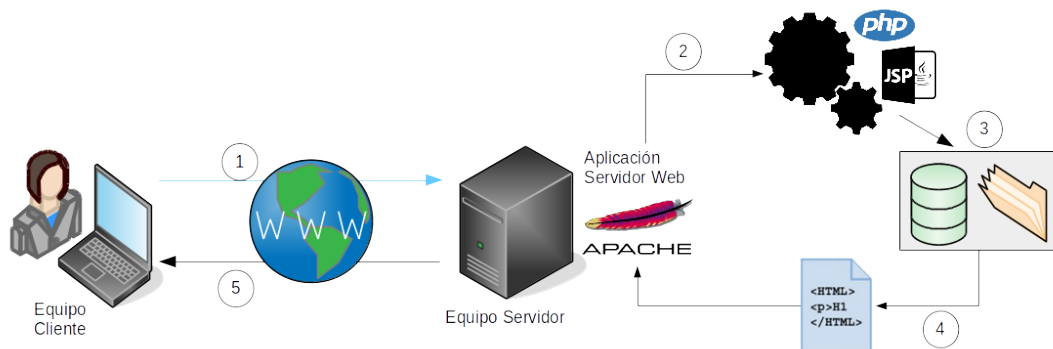 php
2
JSP
3
1
Aplicación
Servidor Web
W W W
APACHE
5
<HTML>
<p>H1
</HTML>
Equipo
Cliente
Equipo Servidor
4